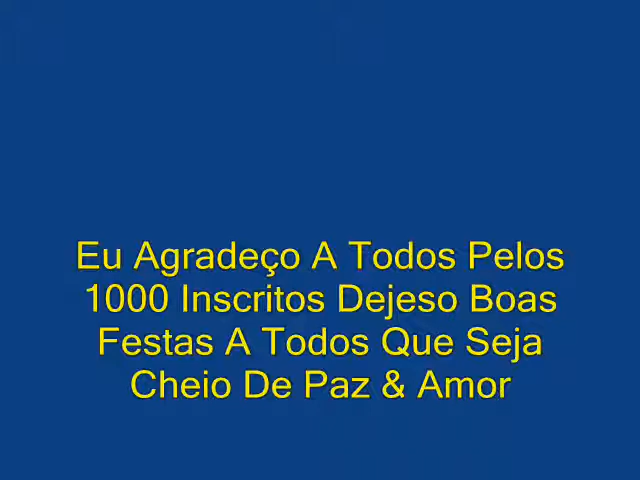 Eu Agradeço A Todos Pelos
1000 Inscritos Dejeso Boas
Festas A Todos Que Seja
Cheio De Paz & Amor